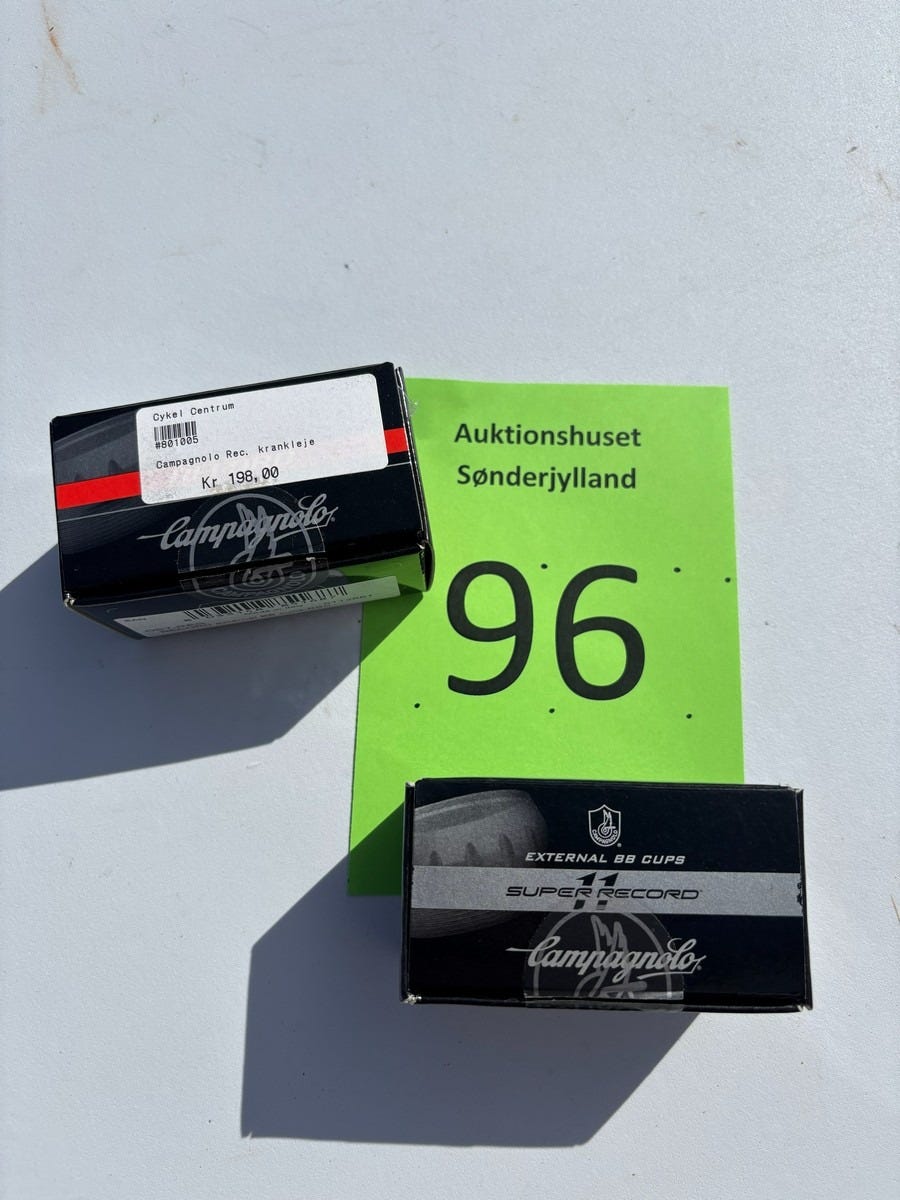 Cykel Centrum
#801005
Campagnolo Rec. krankleje
Kr 198,00
Campagnolo
Auktionshuset
Sønderjylland
96
CAMPAGNOLO
EXTERNAL BB CUPS
11
SUPER RECORD
Campagnolo